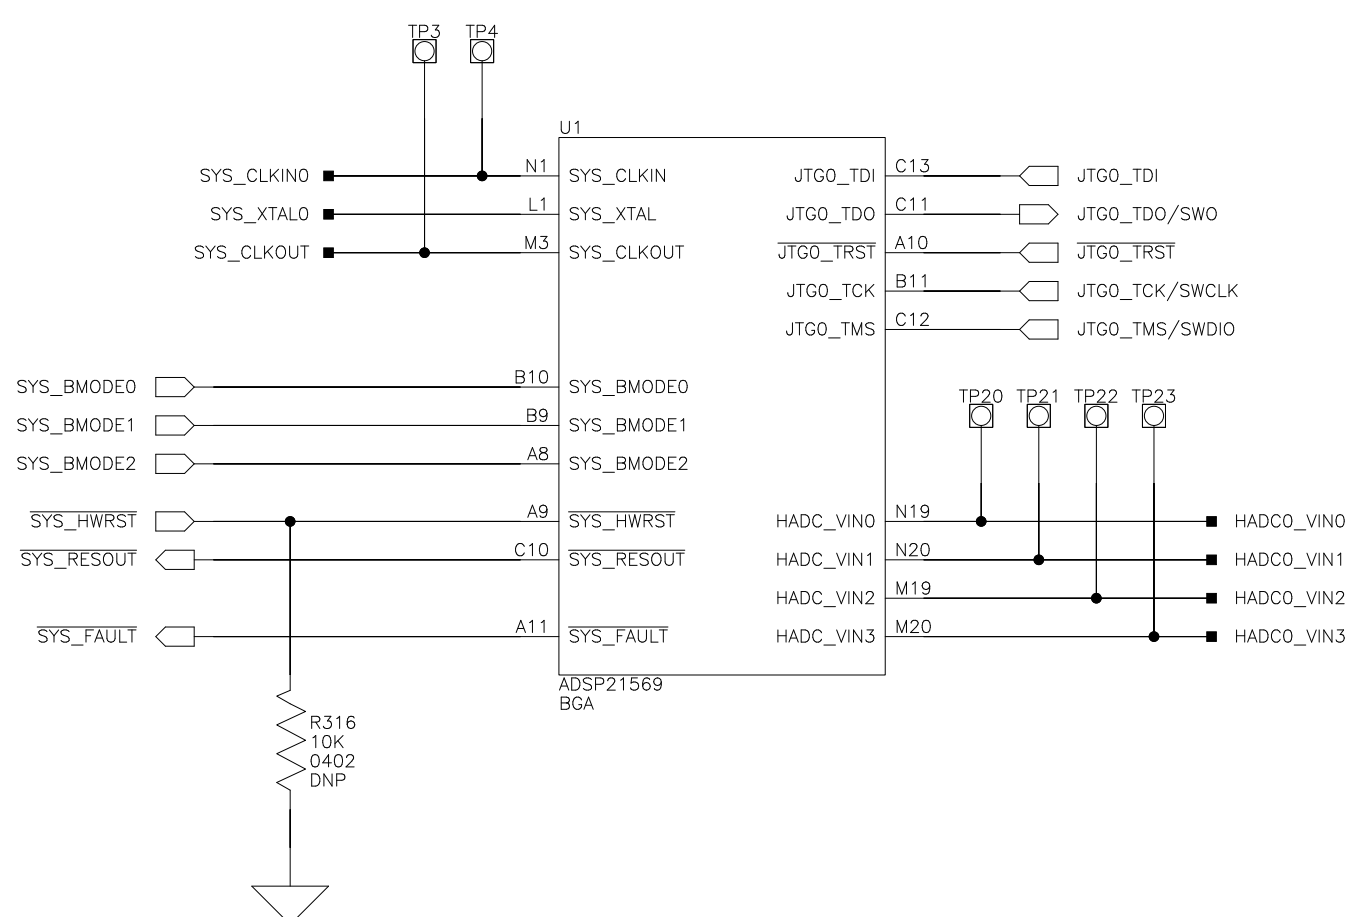 TP3 TP4
U1
SYS_CLKIN0 N1 SYS_CLKIN JTG0_TDI C13 JTG0_TDI
SYS_XTAL0 L1 SYS_XTAL JTG0_TDO C11 JTG0_TDO/SWO
SYS_CLKOUT M3 SYS_CLKOUT JTG0_TRST A10 JTG0_TRST
JTG0_TCK B11 JTG0_TCK/SWCLK
JTG0_TMS C12 JTG0_TMS/SWDIO
SYS_BMODE0 B10 SYS_BMODE0
TP20 TP21 TP22 TP23
SYS_BMODE1 B9 SYS_BMODE1
SYS_BMODE2 A8 SYS_BMODE2
SYS_HWRST A9 SYS_HWRST HADC_VIN0 N19 HADC0_VIN0
SYS_RESOUT C10 SYS_RESOUT HADC_VIN1 N20 HADC0_VIN1
HADC_VIN2 M19 HADC0_VIN2
SYS_FAULT A11 SYS_FAULT HADC_VIN3 M20 HADC0_VIN3
ADSP21569
BGA
R316
10K
0402
DNP